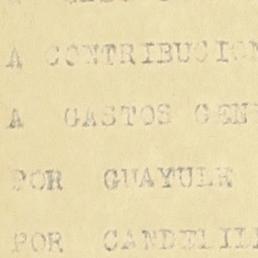 A CONTRIBUCION
A GASTOS GEN
POR GUAYULE
POR CANDELIL